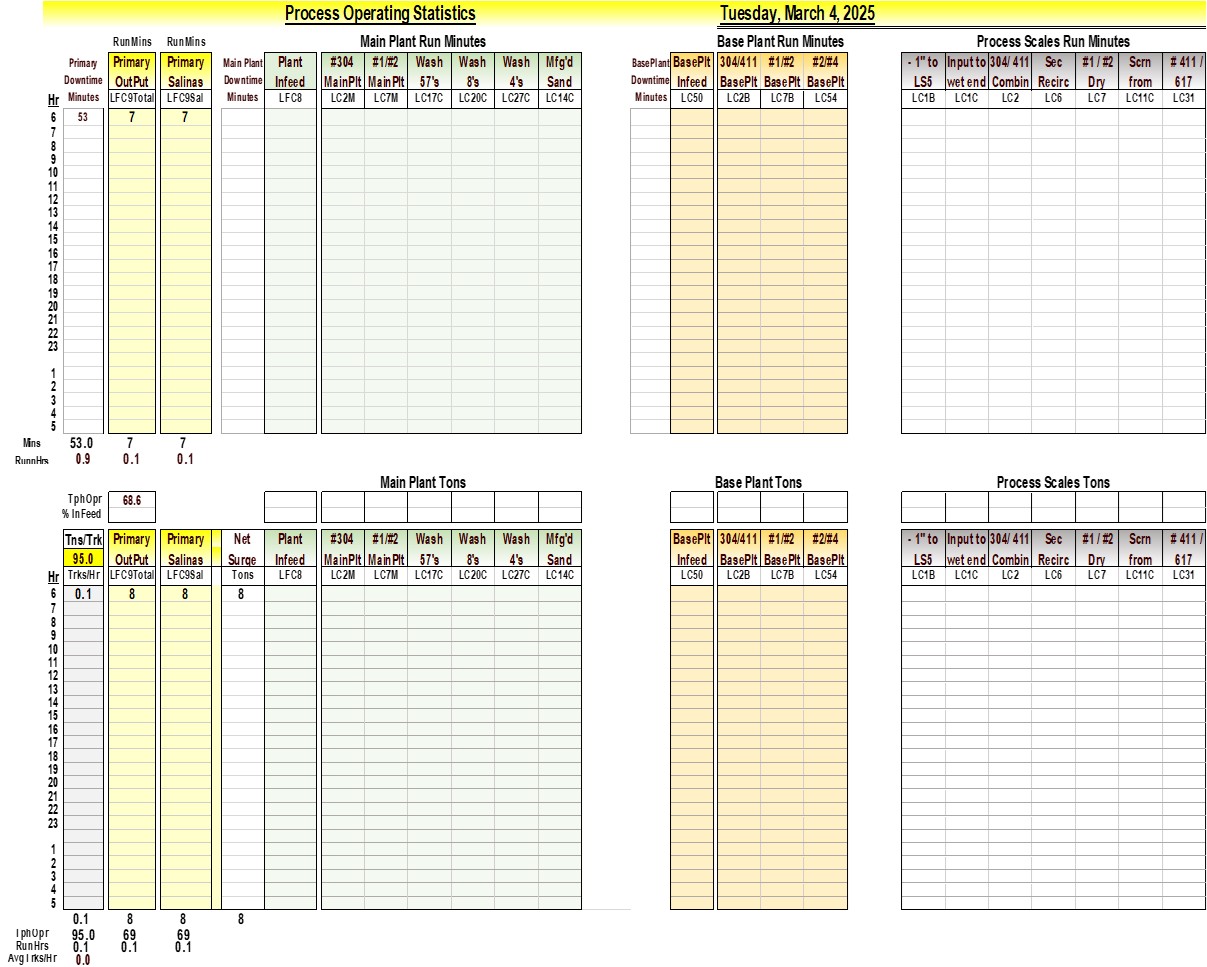 Process Operating Statistics Tuesday, March 4, 2025
RunMins RunMins Main Plant Run Minutes Base Plant Run Minutes Process Scales Run Minutes
Primary Primary Primary Main Plant Plant #304 #1/#2 Wash Wash Wash Mfg'd BasePlant BasePlt 304/411 #1/#2 #2/#4 - 1" to Input to 304/ 411 Sec #1 / #2 Scrn # 411 /
Downtime OutPut Salinas Downtime Infeed MainPlt MainPlt 57's 8's 4's Sand Downtime Infeed BasePlt BasePlt BasePlt LS5 wet end Combin Recirc Dry from 617
Hr Minutes LFC9Total LFC9Sal Minutes LFC8 LC2M LC7M LC17C LC20C LC27C LC14C Minutes LC50 LC2B LC7B LC54 LC1B LC1C LC2 LC6 LC7 LC11C LC31
6 53 7 7
7
8
9
10
11
12
13
14
15
16
17
18
19
20
21
22
23
1
2
3
4
5
Mins 53.0 7 7
RunnHrs 0.9 0.1 0.1
Main Plant Tons Base Plant Tons Process Scales Tons
TphOpr 68.6
% InFeed
Tns/Trk Primary Primary Net Plant #304 #1/#2 Wash Wash Wash Mfg'd BasePlt 304/411 #1/#2 #2/#4 - 1" to Input to 304/ 411 Sec #1 / #2 Scrn # 411 /
95.0 OutPut Salinas Surge Infeed MainPlt MainPlt 57's 8's 4's Sand Infeed BasePlt BasePlt BasePlt LS5 wet end Combin Recirc Dry from 617
Hr Trks/Hr LFC9Total LFC9Sal Tons LFC8 LC2M LC7M LC17C LC20C LC27C LC14C LC50 LC2B LC7B LC54 LC1B LC1C LC2 LC6 LC7 LC11C LC31
6 0.1 8 8 8
7
8
9
10
11
12
13
14
15
16
17
18
19
20
21
22
23
1
2
3
4
5
0.1 8 8 8
TphOpr 95.0 69 69
RunHrs 0.1 0.1 0.1
AvgTrks/Hr 0.0